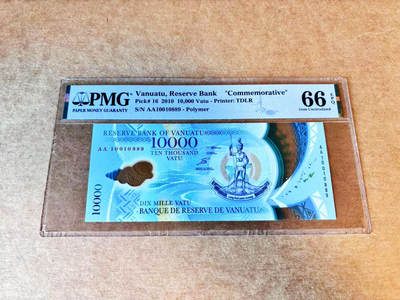 PMG
PAPER MONEY GUARANTY
Vanuatu, Reserve Bank "Commemorative"
Pick# 16 2010 10,000 Vatu - Printer: TDLR
S/N AA10010889 - Polymer
66 EPQ
Gem Uncirculated
RESERVE BANK OF VANUATU
AA 10010889
10000
TEN THOUSAND
VATU
10000
DIX MILLE VATU
BANQUE DE RESERVE DE VANUATU
AA10010889